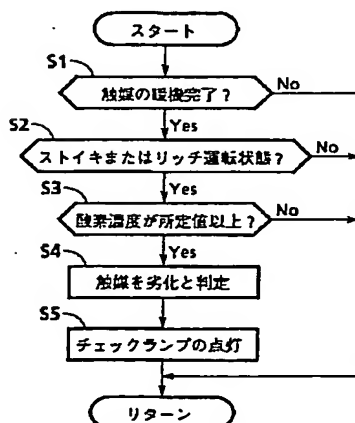 スタート
S1
触媒の暖機完了？
No
Yes
S2
ストイキまたはリッチ運転状態？
No
Yes
S3
酸素濃度が所定値以上？
No
Yes
S4
触媒を劣化と判定
S5
チェックランプの点灯
リターン